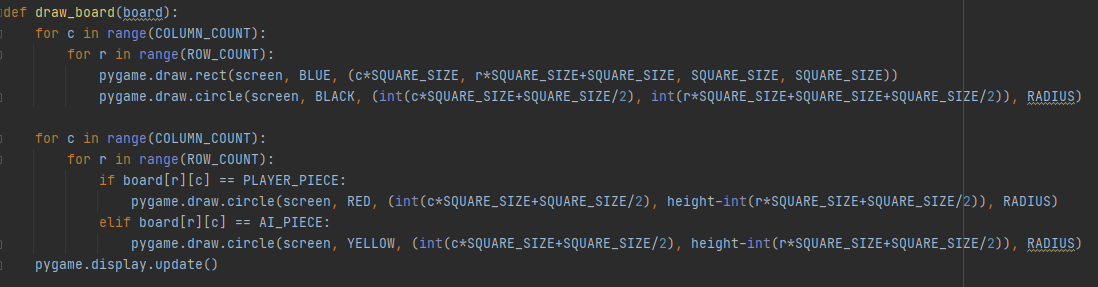 def draw_board(board):
    for c in range(COLUMN_COUNT):
        for r in range(ROW_COUNT):
            pygame.draw.rect(screen, BLUE, (c*SQUARE_SIZE, r*SQUARE_SIZE+SQUARE_SIZE, SQUARE_SIZE, SQUARE_SIZE))
            pygame.draw.circle(screen, BLACK, (int(c*SQUARE_SIZE+SQUARE_SIZE/2), int(r*SQUARE_SIZE+SQUARE_SIZE+SQUARE_SIZE/2)), RADIUS)

    for c in range(COLUMN_COUNT):
        for r in range(ROW_COUNT):
            if board[r][c] == PLAYER_PIECE:
                pygame.draw.circle(screen, RED, (int(c*SQUARE_SIZE+SQUARE_SIZE/2), height-int(r*SQUARE_SIZE+SQUARE_SIZE/2)), RADIUS)
            elif board[r][c] == AI_PIECE:
                pygame.draw.circle(screen, YELLOW, (int(c*SQUARE_SIZE+SQUARE_SIZE/2), height-int(r*SQUARE_SIZE+SQUARE_SIZE/2)), RADIUS)
    pygame.display.update()